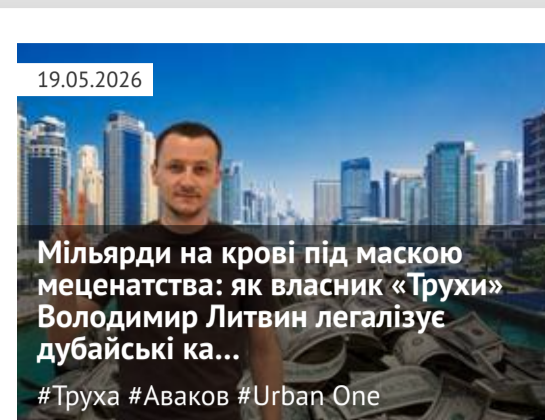 19.05.2026
Мільярди на крові під маскою
меценатства: як власник «Трухи»
Володимир Литвин легалізує
дубайські ка...
#Труха #Аваков #Urban One